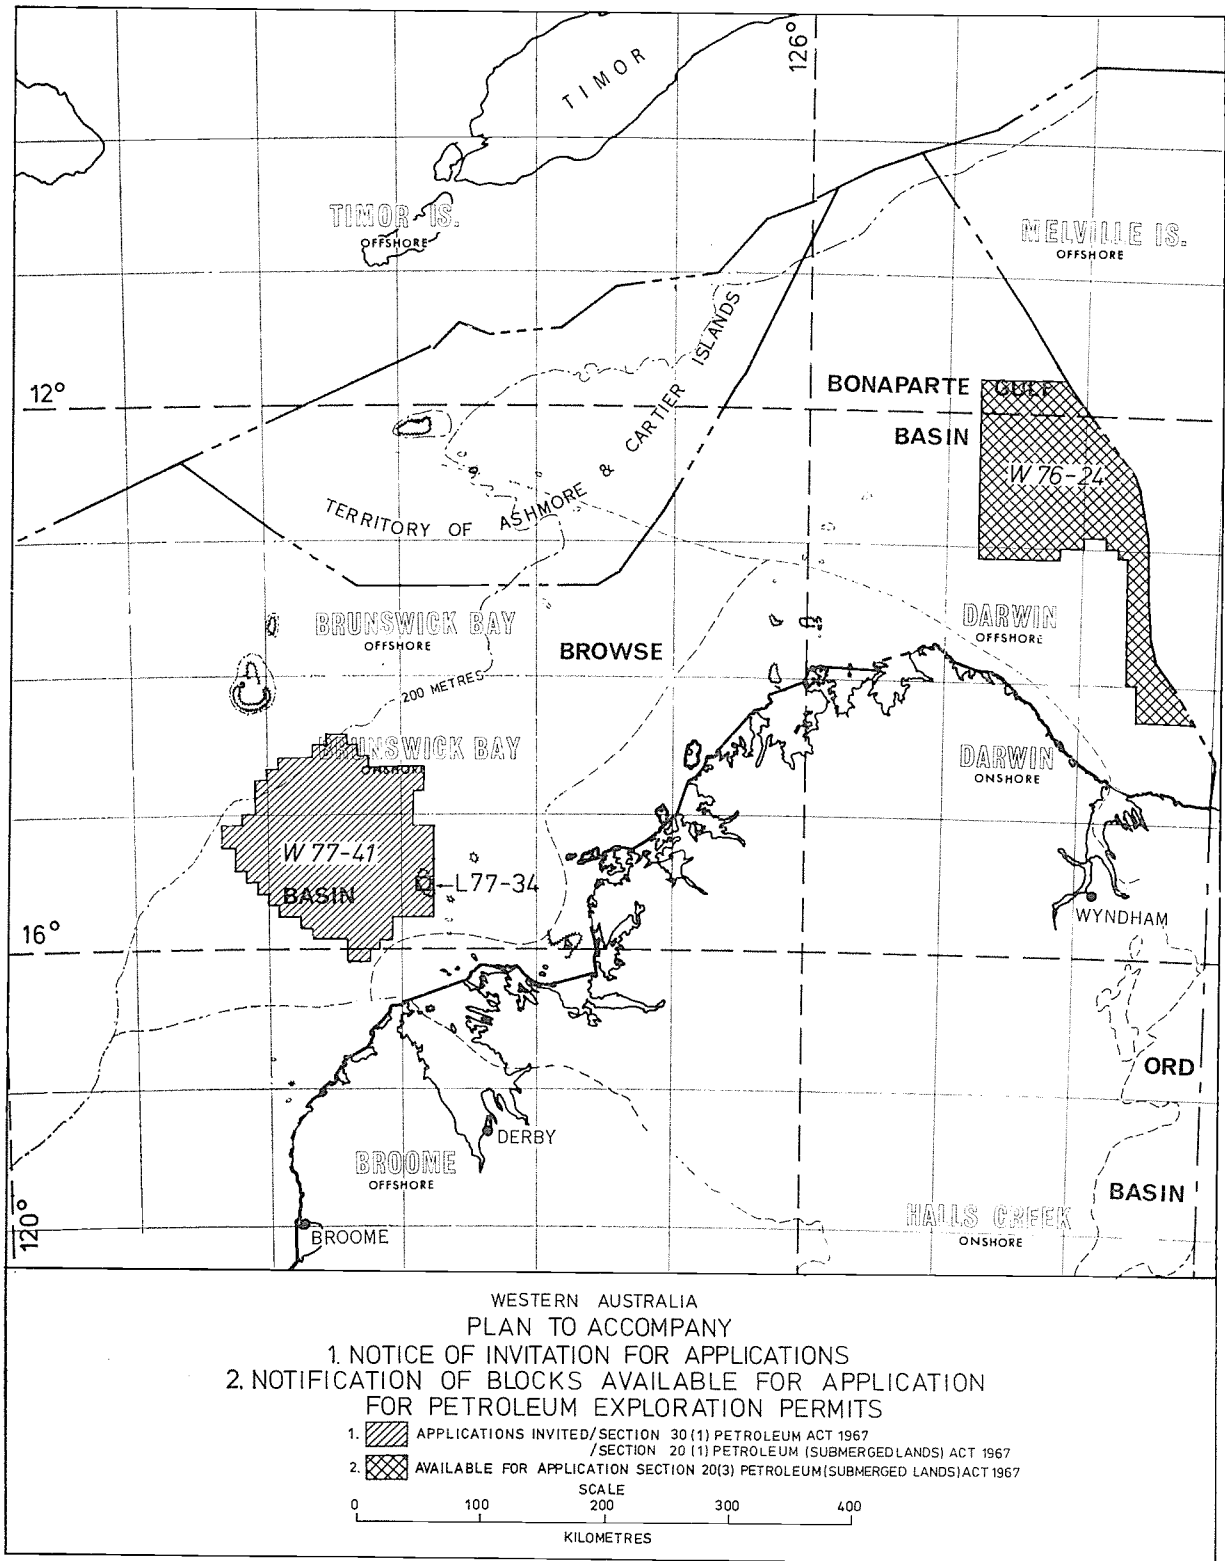 126°
TIMOR
TIMOR IS.
OFFSHORE
MELVILLE IS.
OFFSHORE
12°
BONAPARTE GULF
BASIN
W 76-24
TERRITORY OF ASHMORE & CARTIER ISLANDS
BRUNSWICK BAY
OFFSHORE
BROWSE
DARWIN
OFFSHORE
200 METRES
BRUNSWICK BAY
ONSHORE
DARWIN
ONSHORE
W 77-41
L77-34
BASIN
WYNDHAM
16°
ORD
DERBY
BROOME
OFFSHORE
BASIN
HALLS CREEK
ONSHORE
120°
BROOME
WESTERN AUSTRALIA
PLAN TO ACCOMPANY
1. NOTICE OF INVITATION FOR APPLICATIONS
2. NOTIFICATION OF BLOCKS AVAILABLE FOR APPLICATION
FOR PETROLEUM EXPLORATION PERMITS
1. APPLICATIONS INVITED/SECTION 30(1) PETROLEUM ACT 1967
/SECTION 20(1) PETROLEUM (SUBMERGED LANDS) ACT 1967
2. AVAILABLE FOR APPLICATION SECTION 20(3) PETROLEUM (SUBMERGED LANDS) ACT 1967
SCALE
0 100 200 300 400
KILOMETRES